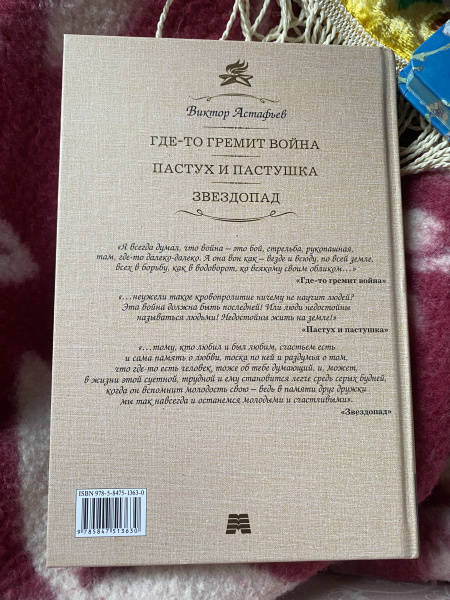 Виктор Астафьев
ГДЕ-ТО ГРЕМИТ ВОЙНА
ПАСТУХ И ПАСТУШКА
ЗВЕЗДОПАД
«Я всегда думал, что война – это бой, стрельба, рукопашная,
там, где-то далеко-далеко. А она вон как – везде и всюду, по всей земле,
всех в борьбу, как в водоворот, ко всякому своим обликом...»
«Где-то гремит война»
«...неужели такое кровопролитие ничему не научит людей?
Эта война должна быть последней! Или люди недостойны
называться людьми! Недостойны жить на земле!»
«Пастух и пастушка»
«...тому, кто любил и был любим, счастьем есть
и сама память о любви, тоска по ней и раздумья о том,
что где-то есть человек, тоже об тебе думающий, и, может,
в жизни этой суетной, трудной и ему становится легче средь серых будней,
когда он вспомнит молодость свою – ведь в памяти друг дружки
мы так навсегда и останемся молодыми и счастливыми».
«Звездопад»
ISBN 978-5-8475-1363-0
9 785847 513630